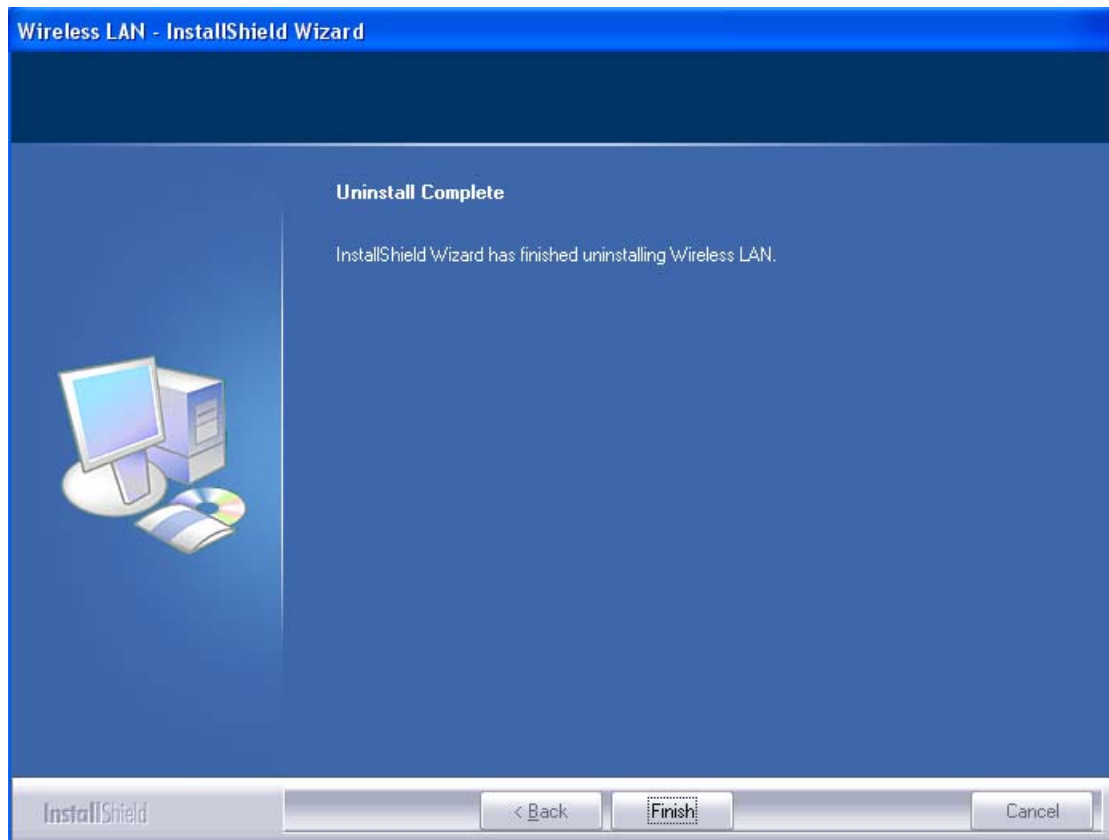 Wireless LAN - InstallShield Wizard
Uninstall Complete
InstallShield Wizard has finished uninstalling Wireless LAN.
InstallShield
< Back
Finish
Cancel